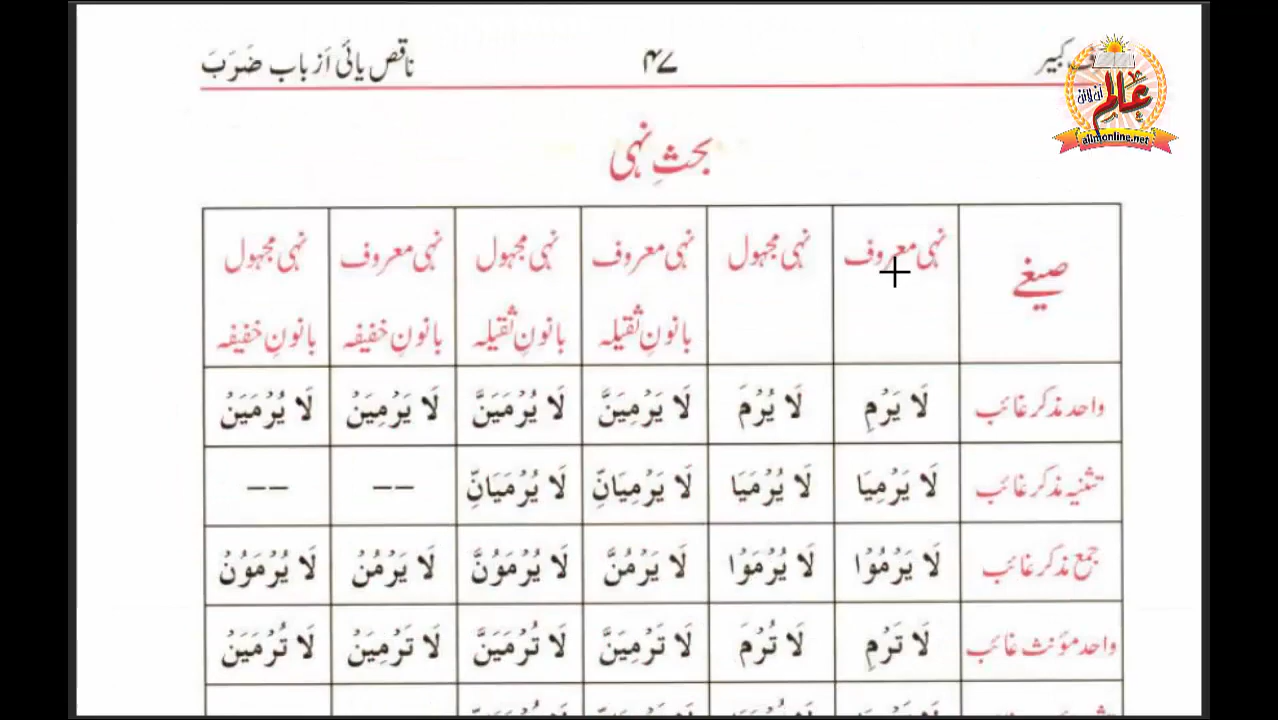 کبیر ۴۷ ناقص یائی اَز باب ضَرَبَ
عالم آن لائن
alimonline.net
بحثِ نہی
صیغے نہی معروف نہی مجہول نہی معروف بانونِ ثقیلہ نہی مجہول بانونِ ثقیلہ نہی معروف بانونِ خفیفہ نہی مجہول بانونِ خفیفہ
واحد مذکر غائب لَا یَرْمِ لَا یُرْمَ لَا یَرْمِیَنَّ لَا یُرْمَیَنَّ لَا یَرْمِیَنْ لَا یُرْمَیَنْ
تثنیہ مذکر غائب لَا یَرْمِیَا لَا یُرْمَیَا لَا یَرْمِیَانِّ لَا یُرْمَیَانِّ -- --
جمع مذکر غائب لَا یَرْمُوْا لَا یُرْمَوْا لَا یَرْمُنَّ لَا یُرْمَوُنَّ لَا یَرْمُنْ لَا یُرْمَوُنْ
واحد مؤنث غائب لَا تَرْمِ لَا تُرْمَ لَا تَرْمِیَنَّ لَا تُرْمَیَنَّ لَا تَرْمِیَنْ لَا تُرْمَیَنْ